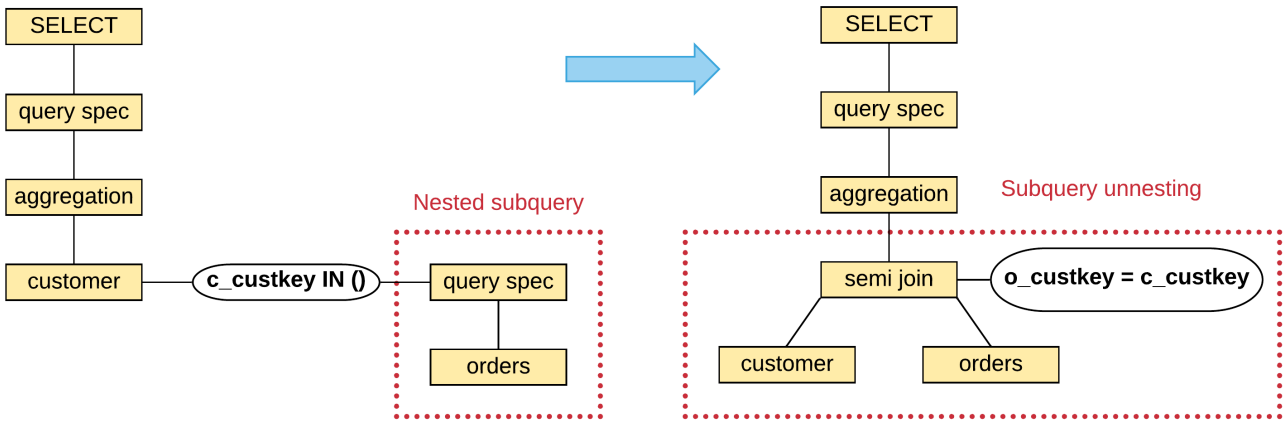 SELECT
query spec
aggregation
customer
c_custkey IN ()
Nested subquery
query spec
orders
SELECT
query spec
aggregation
Subquery unnesting
semi join
o_custkey = c_custkey
customer
orders